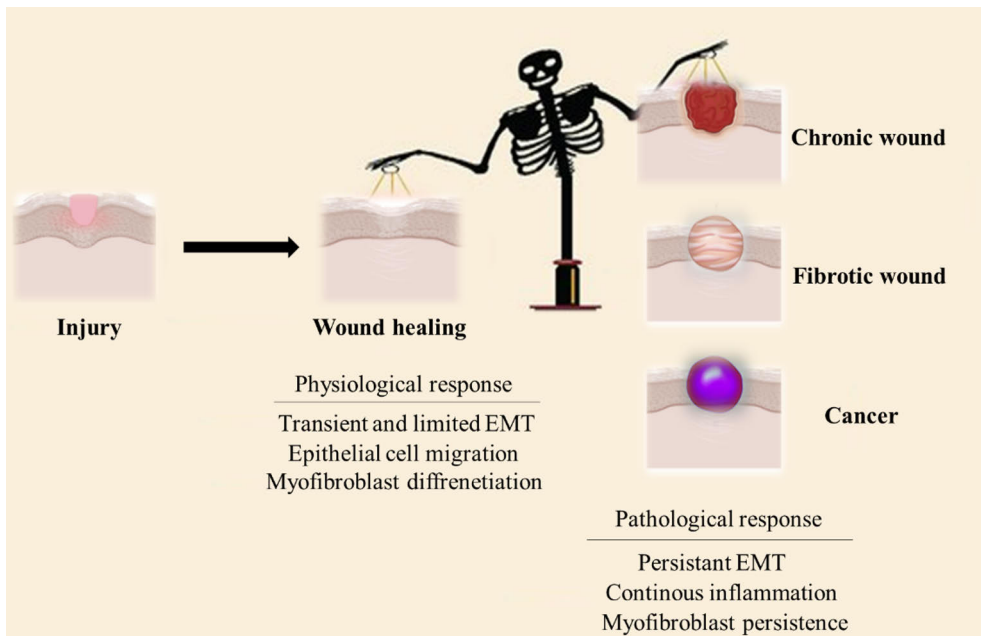 Injury
Wound healing
Physiological response
Transient and limited EMT
Epithelial cell migration
Myofibroblast diffrenetiation
Chronic wound
Fibrotic wound
Cancer
Pathological response
Persistant EMT
Continous inflammation
Myofibroblast persistence